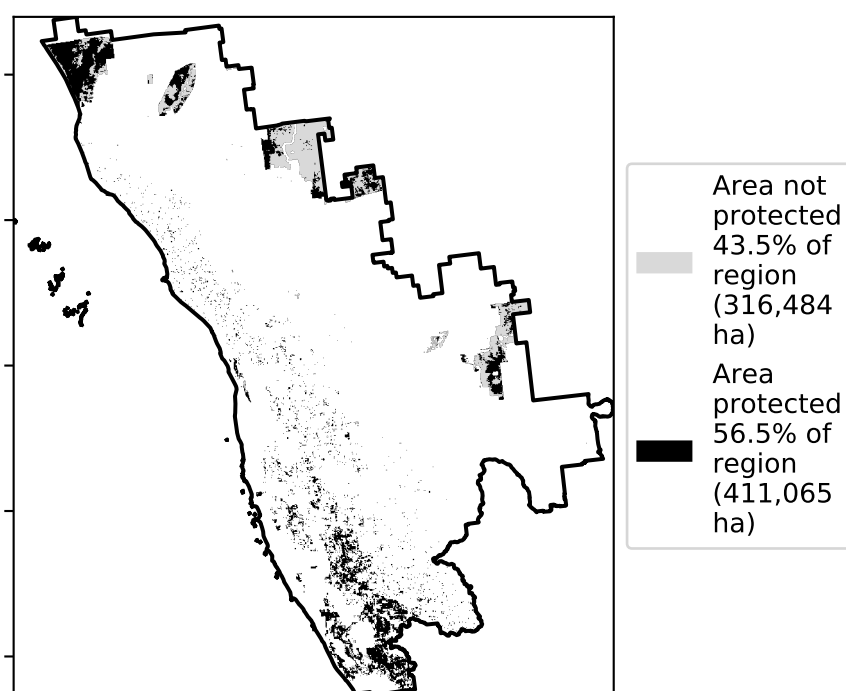 Area not
protected
43.5% of
region
(316,484
ha)
Area
protected
56.5% of
region
(411,065
ha)